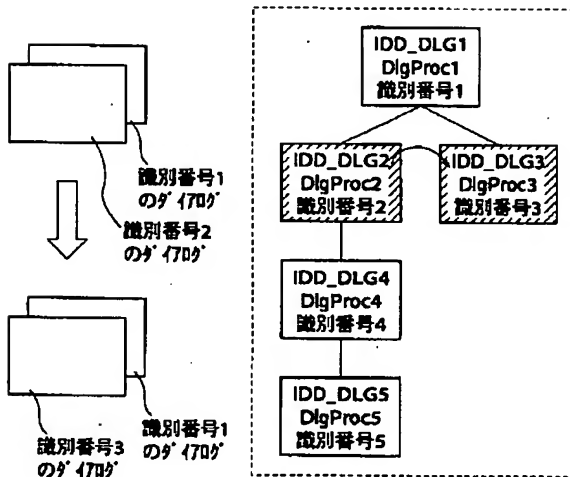 識別番号1
のダイアログ
識別番号2
のダイアログ
識別番号3
のダイアログ
識別番号1
のダイアログ
IDD_DLG1
DlgProc1
識別番号1
IDD_DLG2
DlgProc2
識別番号2
IDD_DLG3
DlgProc3
識別番号3
IDD_DLG4
DlgProc4
識別番号4
IDD_DLG5
DlgProc5
識別番号5